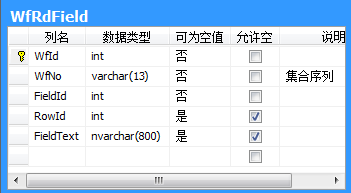 WfRdField
列名 数据类型 可为空值 允许空 说明
WfId int 否
WfNo varchar(13) 否 集合序列
FieldId int 否
RowId int 是
FieldText nvarchar(800) 是